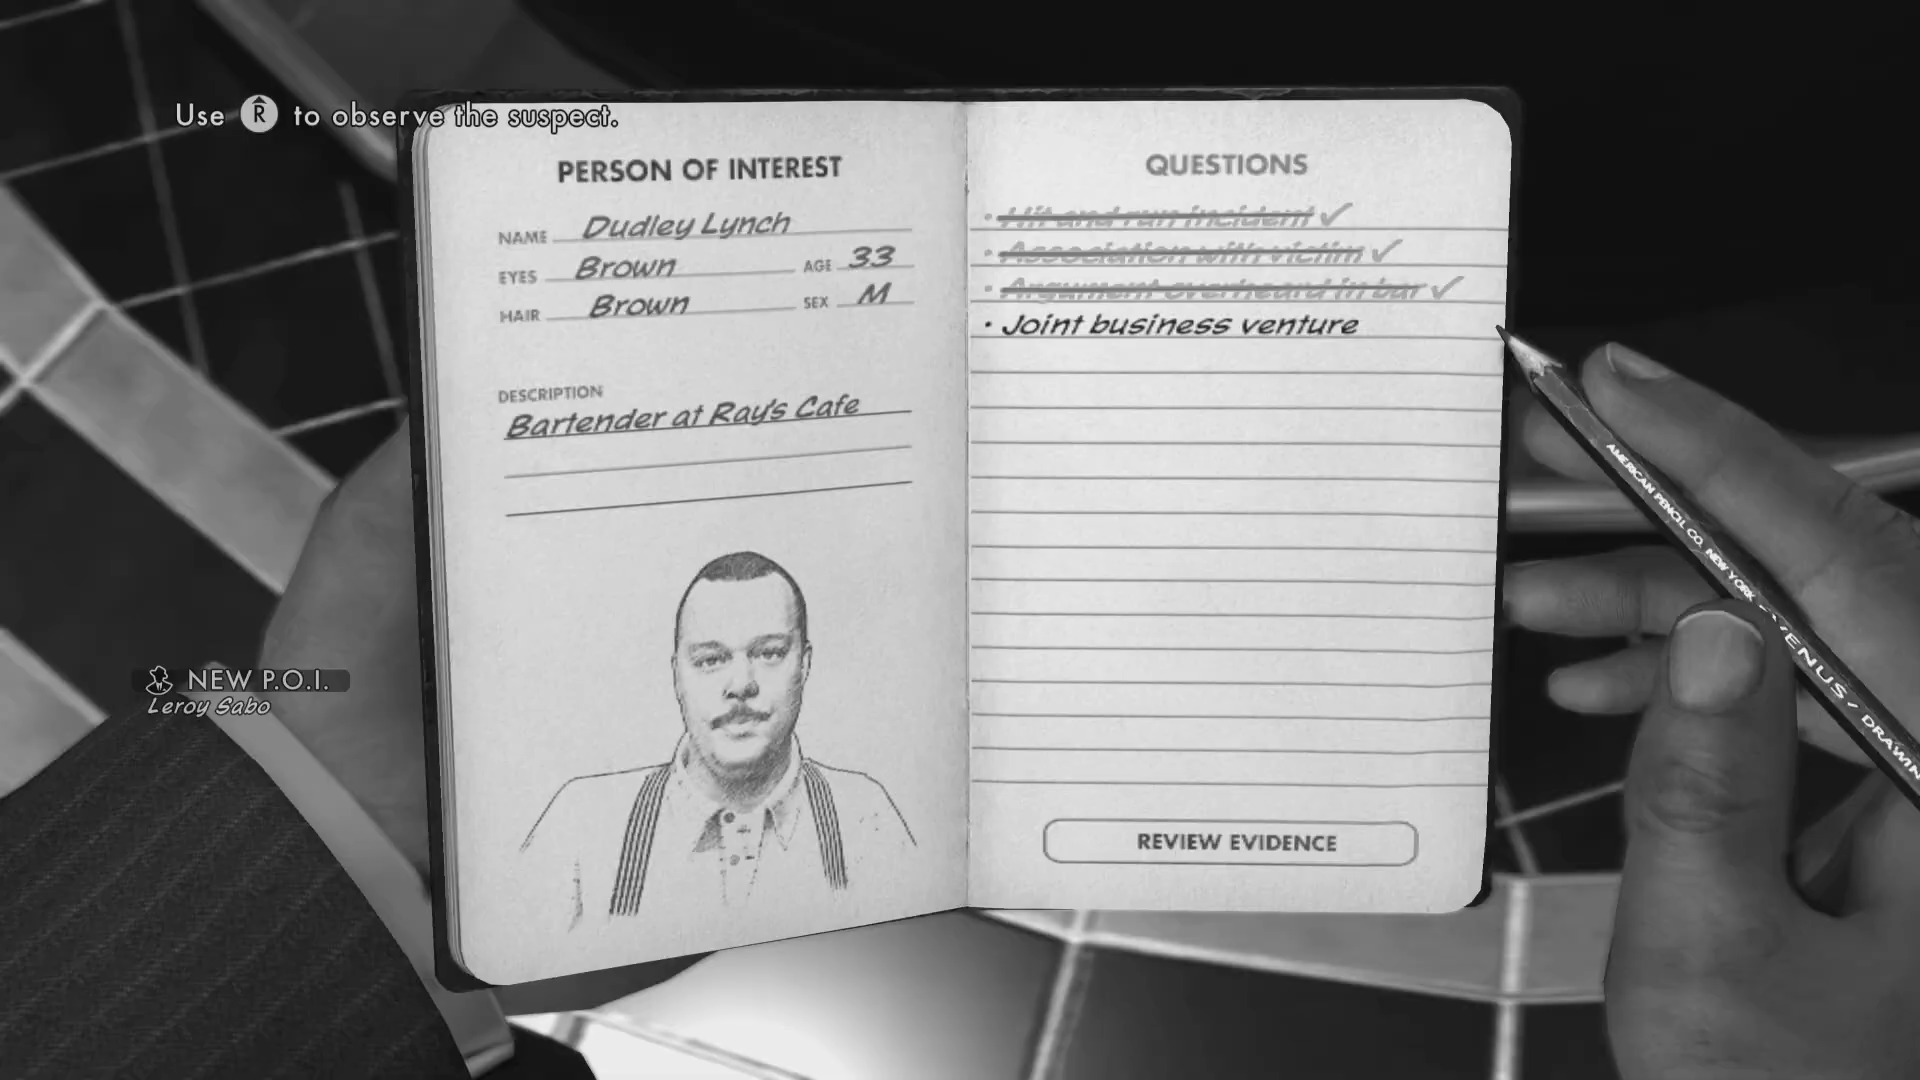 Use R to observe the suspect.
PERSON OF INTEREST
NAME Dudley Lynch
EYES Brown AGE 33
HAIR Brown SEX M
DESCRIPTION
Bartender at Ray's Cafe
QUESTIONS
• Hit and run incident ✓
• Association with victim ✓
• Argument overheard in bar ✓
• Joint business venture
REVIEW EVIDENCE
NEW P.O.I.
Leroy Sabo
AMERICAN PENCIL CO. NEW YORK VENUS / DRAWIN